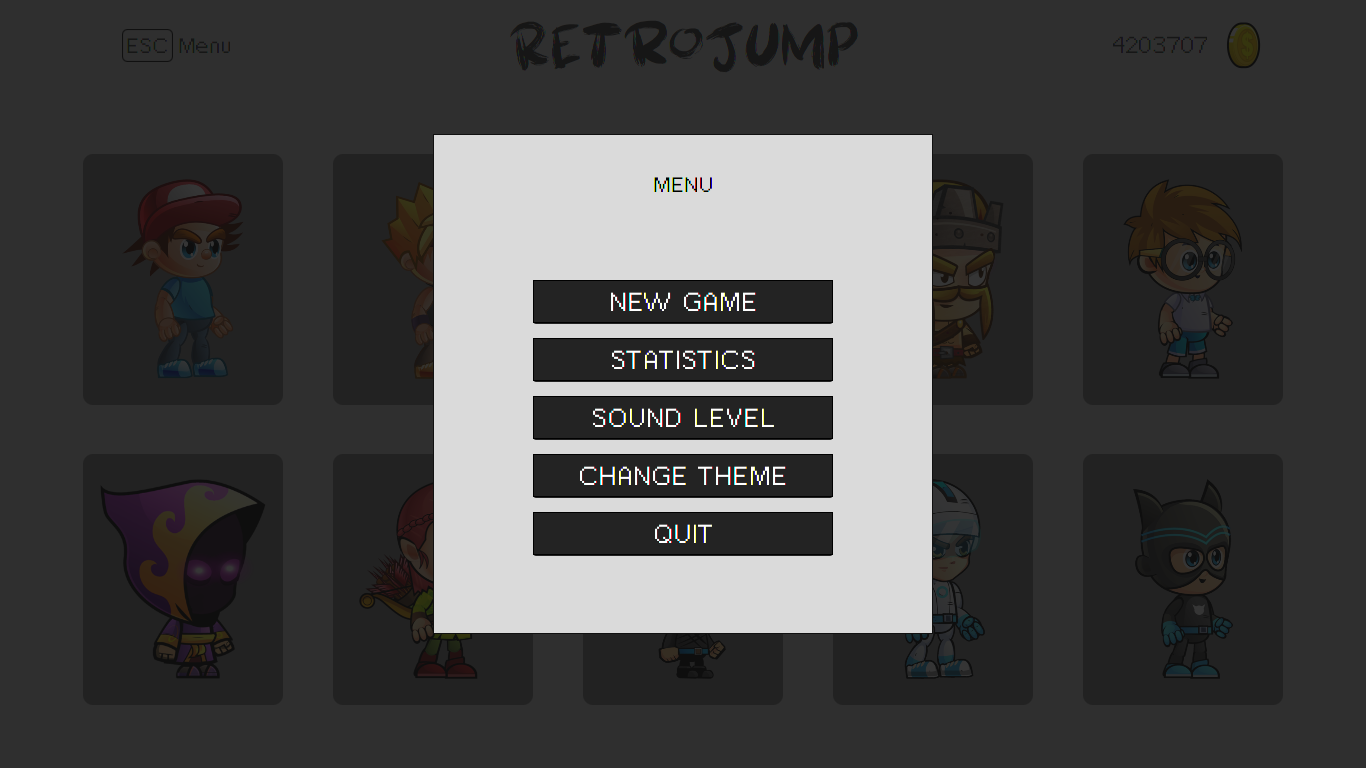 ESC Menu
RETROJUMP
4203707
MENU
NEW GAME
STATISTICS
SOUND LEVEL
CHANGE THEME
QUIT